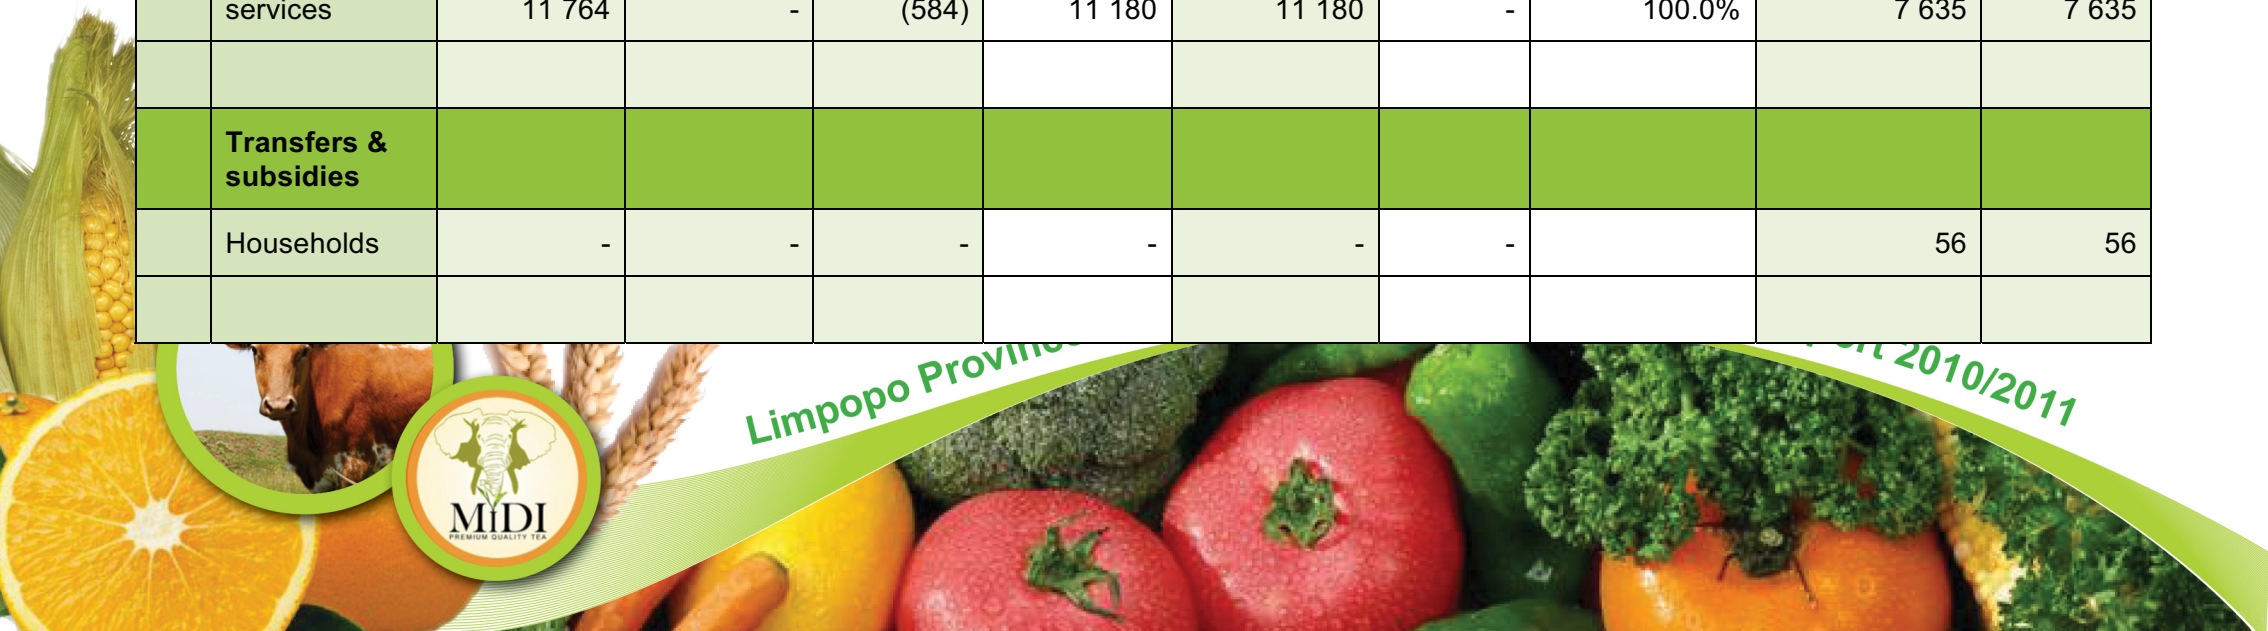 services 11 764 - (584) 11 180 11 180 - 100.0% 7 635 7 635
Transfers &
subsidies
Households - - - - - - 56 56
Limpopo
2010/2011
MiDI
PREMIUM QUALITY TEA